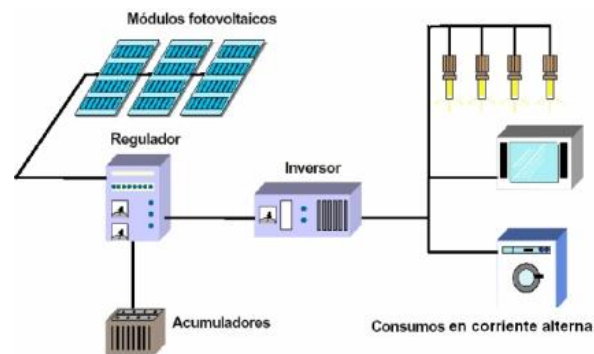 Módulos fotovoltaicos
Regulador
Inversor
Acumuladores
Consumos en corriente alterna